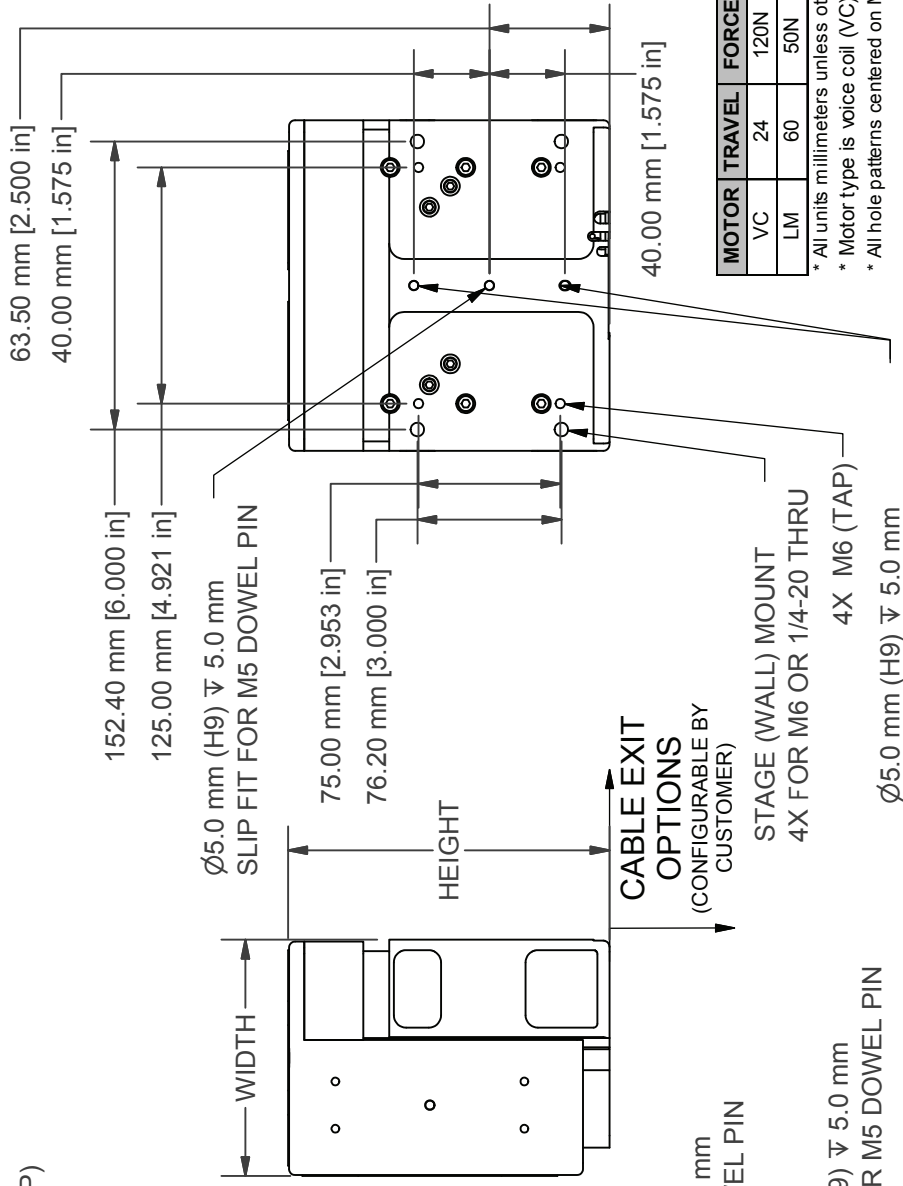 P)
63.50 mm [2.500 in]
40.00 mm [1.575 in]
152.40 mm [6.000 in]
125.00 mm [4.921 in]
Ø5.0 mm (H9) ↧ 5.0 mm
SLIP FIT FOR M5 DOWEL PIN
75.00 mm [2.953 in]
76.20 mm [3.000 in]
40.00 mm [1.575 in]
WIDTH
HEIGHT
CABLE EXIT
OPTIONS
(CONFIGURABLE BY
CUSTOMER)
STAGE (WALL) MOUNT
4X FOR M6 OR 1/4-20 THRU
4X M6 (TAP)
Ø5.0 mm (H9) ↧ 5.0 mm
mm
EL PIN
9) ↧ 5.0 mm
R M5 DOWEL PIN
MOTOR TRAVEL FORCE
VC 24 120N
LM 60 50N
* All units millimeters unless ot
* Motor type is voice coil (VC)
* All hole patterns centered on